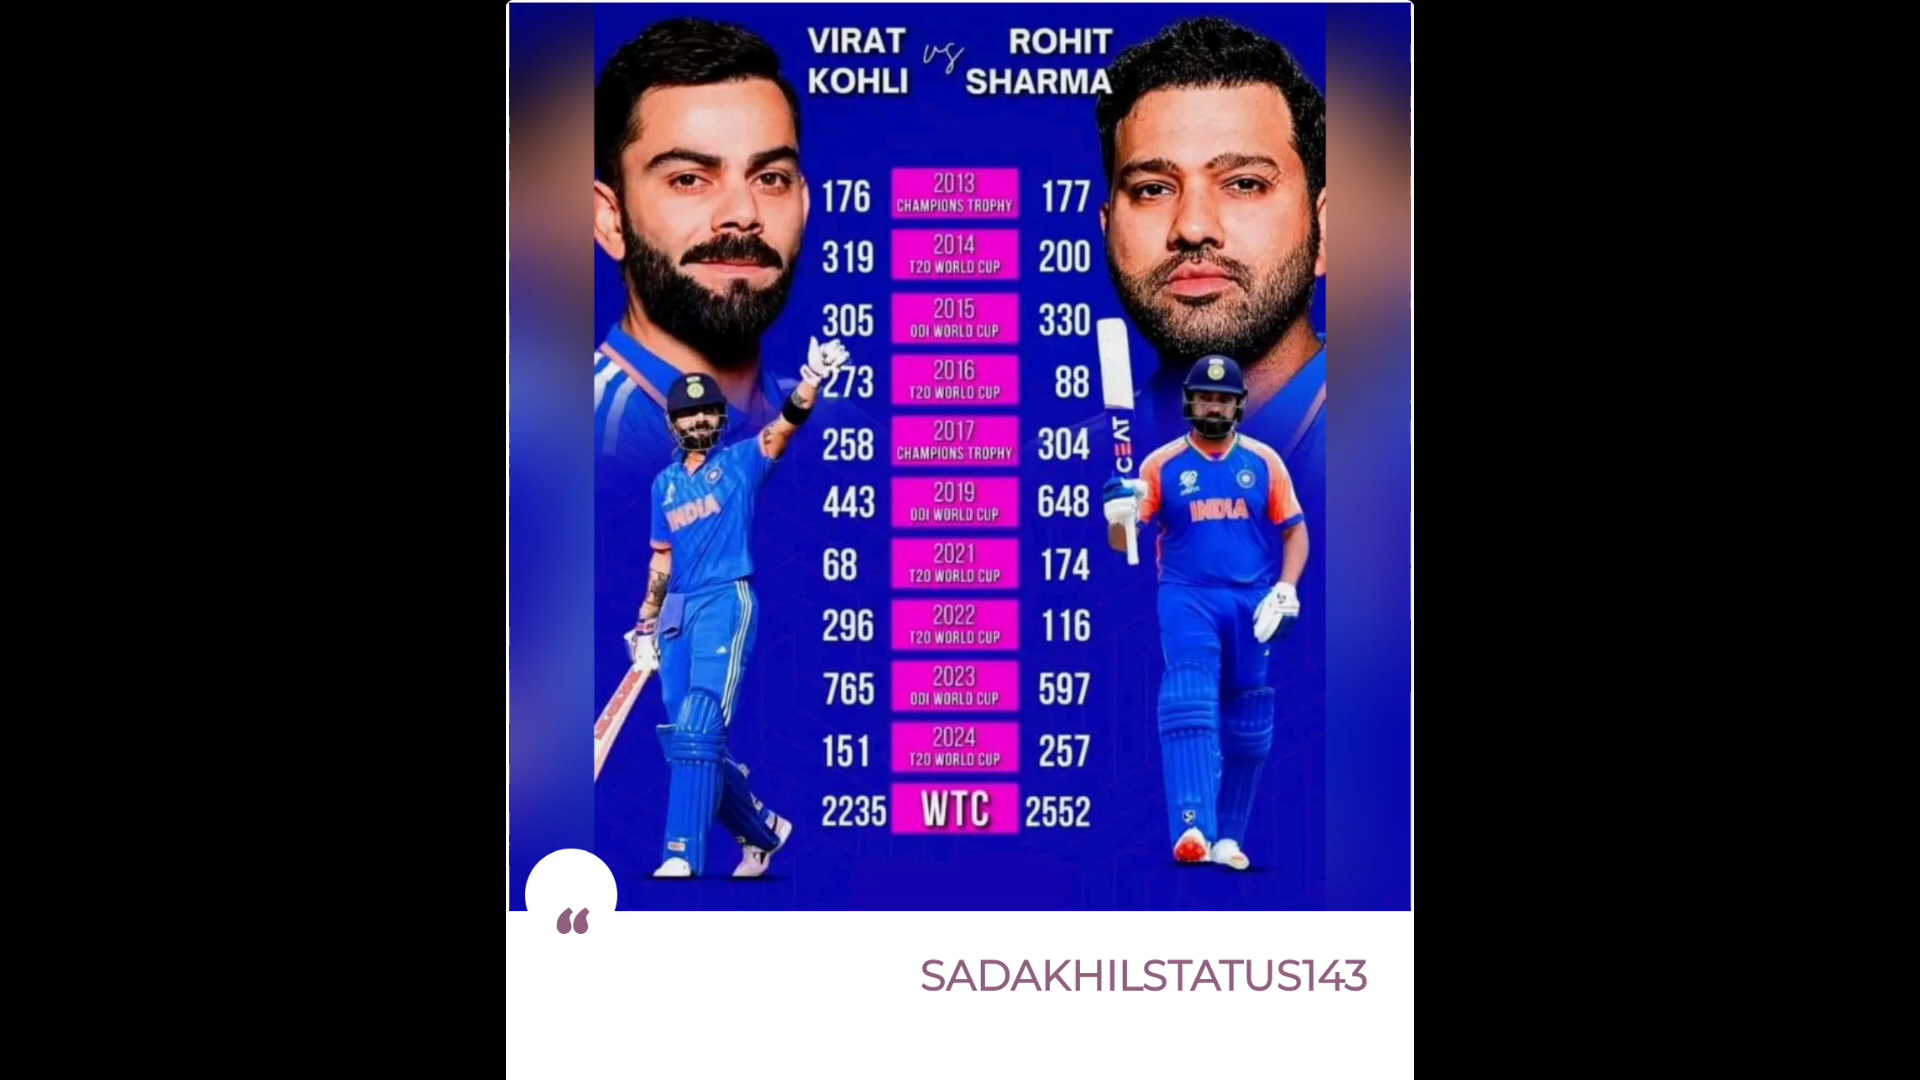 VIRAT vs ROHIT
KOHLI SHARMA
176 2013 CHAMPIONS TROPHY 177
319 2014 T20 WORLD CUP 200
305 2015 ODI WORLD CUP 330
273 2016 T20 WORLD CUP 88
258 2017 CHAMPIONS TROPHY 304
443 2019 ODI WORLD CUP 648
68 2021 T20 WORLD CUP 174
296 2022 T20 WORLD CUP 116
765 2023 ODI WORLD CUP 597
151 2024 T20 WORLD CUP 257
2235 WTC 2552
CEAT
INDIA
INDIA
“
SADAKHILSTATUS143